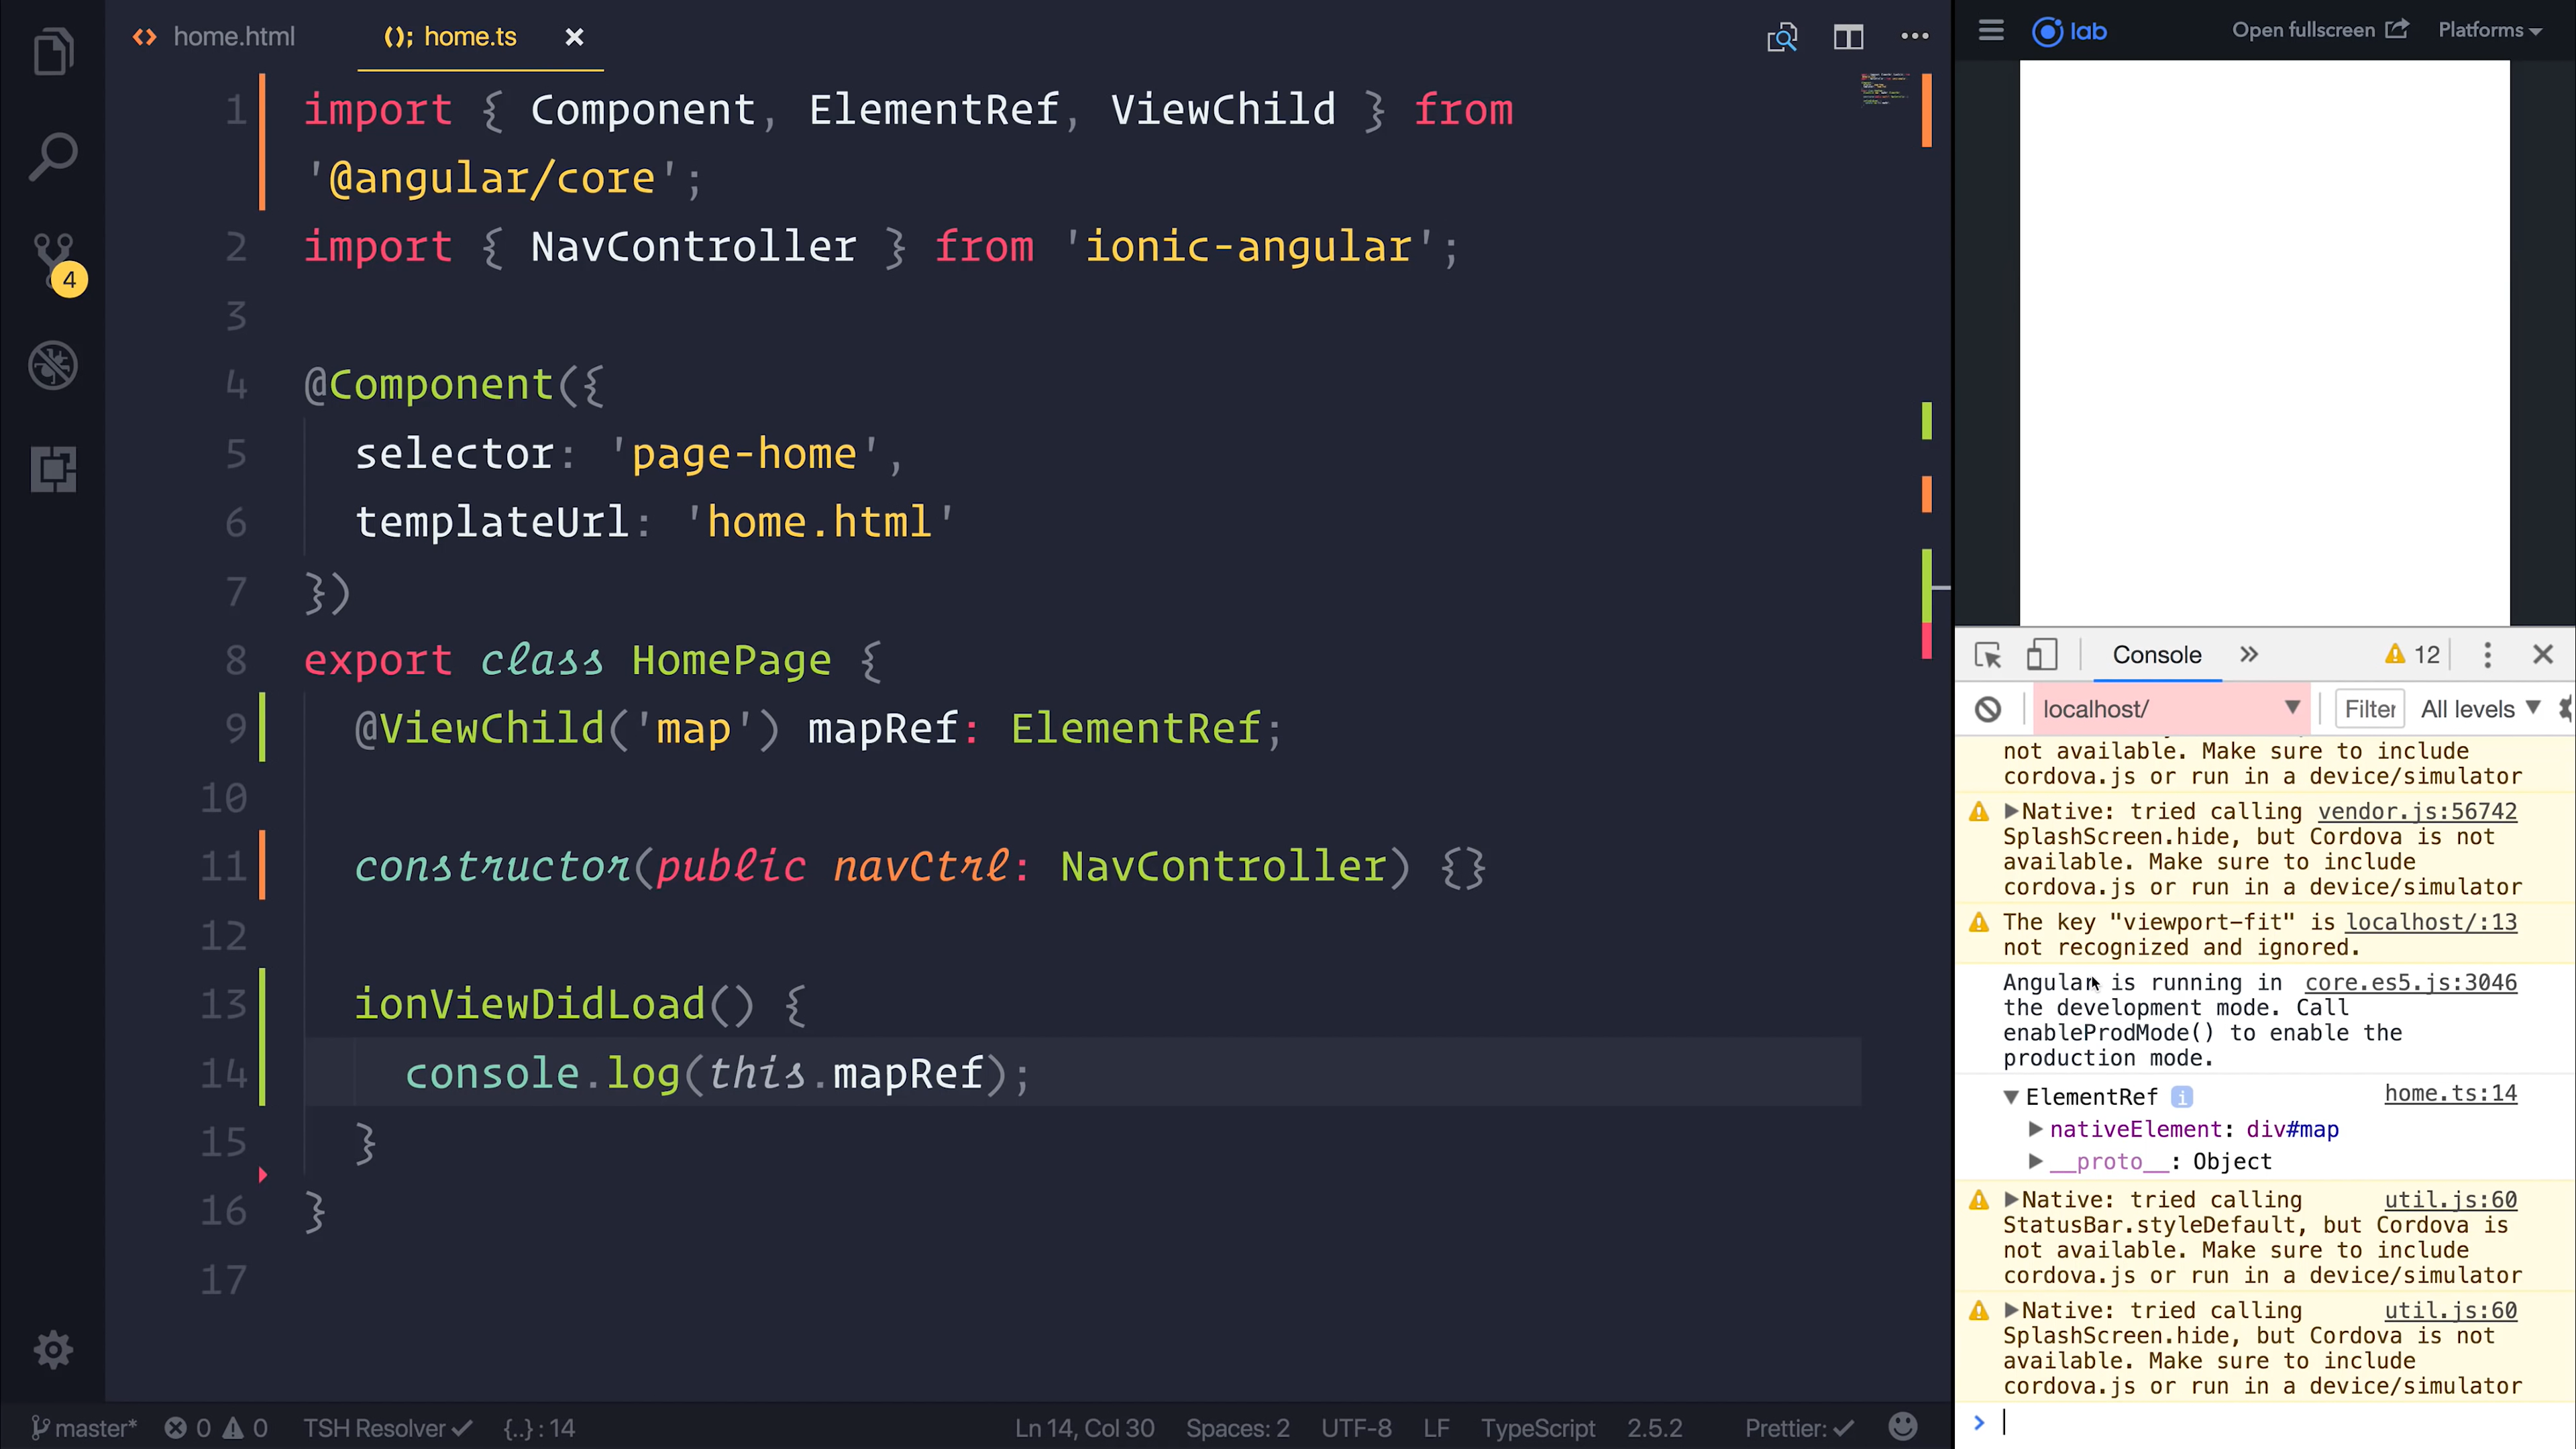 home.html
(); home.ts
1 import { Component, ElementRef, ViewChild } from
'@angular/core';
2 import { NavController } from 'ionic-angular';
3
4 @Component({
5 selector: 'page-home',
6 templateUrl: 'home.html'
7 })
8 export class HomePage {
9 @ViewChild('map') mapRef: ElementRef;
10
11 constructor(public navCtrl: NavController) {}
12
13 ionViewDidLoad() {
14 console.log(this.mapRef);
15 }
16 }
17
4
master* 0 0 TSH Resolver {..} : 14 Ln 14, Col 30 Spaces: 2 UTF-8 LF TypeScript 2.5.2 Prettier:
lab Open fullscreen Platforms
Console 12
localhost/ Filter All levels
not available. Make sure to include
cordova.js or run in a device/simulator
Native: tried calling vendor.js:56742
SplashScreen.hide, but Cordova is not
available. Make sure to include
cordova.js or run in a device/simulator
The key "viewport-fit" is localhost/:13
not recognized and ignored.
Angular is running in core.es5.js:3046
the development mode. Call
enableProdMode() to enable the
production mode.
ElementRef i home.ts:14
nativeElement: div#map
__proto__: Object
Native: tried calling util.js:60
StatusBar.styleDefault, but Cordova is
not available. Make sure to include
cordova.js or run in a device/simulator
Native: tried calling util.js:60
SplashScreen.hide, but Cordova is not
available. Make sure to include
cordova.js or run in a device/simulator